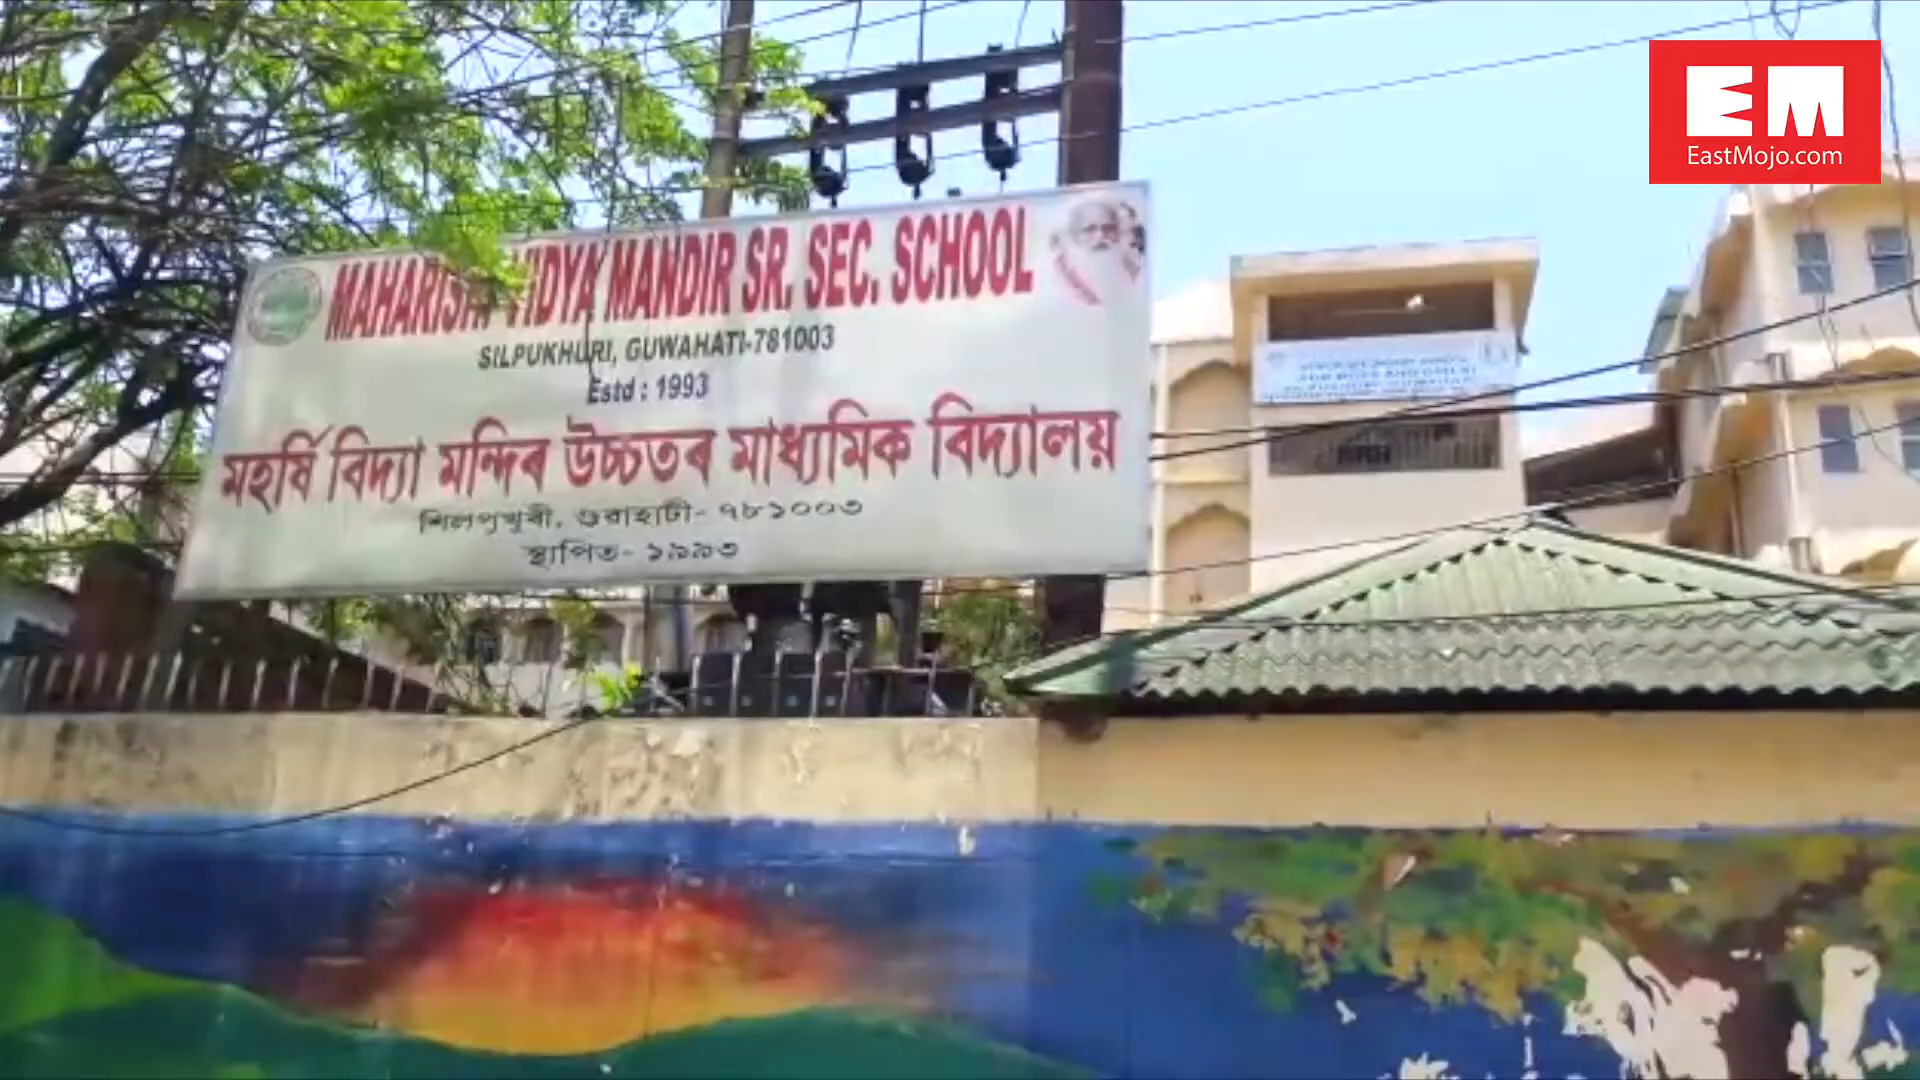 MAHARISHI VIDYA MANDIR SR. SEC. SCHOOL
SILPUKHURI, GUWAHATI-781003
Estd : 1993
মহৰ্ষি বিদ্যা মন্দিৰ উচ্চতৰ মাধ্যমিক বিদ্যালয়
শিলপুখুৰী, গুৱাহাটী- ৭৮১০০৩
স্থাপিত- ১৯৯৩
EM
EastMojo.com